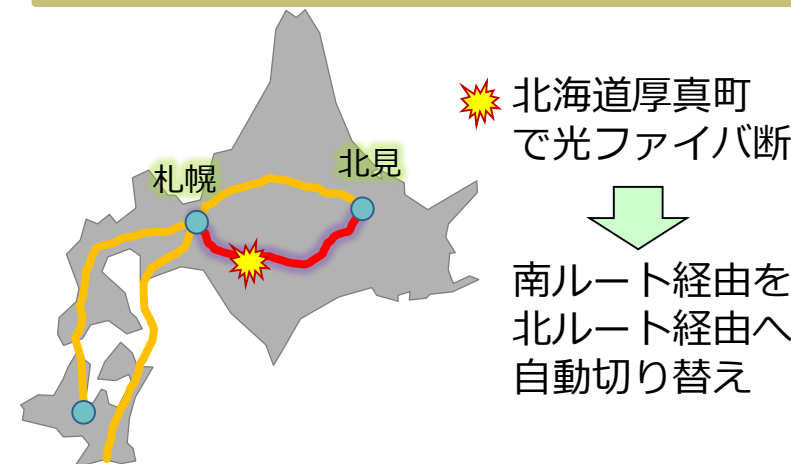 札幌
北見
北海道厚真町
で光ファイバ断
南ルート経由を
北ルート経由へ
自動切り替え